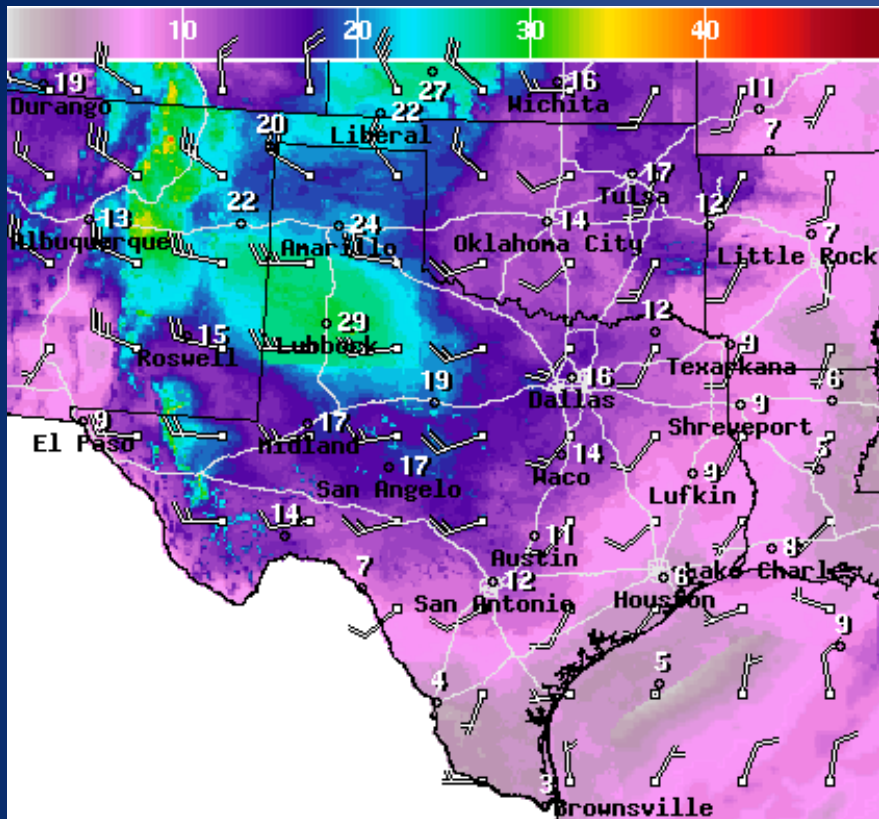 10 20 30 40
19 27 16 11
Durango Wichita
22
20 Liberal 7
17
Tulsa
13 22 24 14 12 7
Albuquerque Amarillo Oklahoma City Little Rock
29 12
15 9
Roswell Lubbock Texarkana
19 16 6
Dallas
9 17 9
El Paso Midland Shreveport
14 5
17 9
San Angelo Waco Lufkin
14 11 8
Austin Lake Charles
7 12 6
San Antonio Houston
9
4 5
3
Brownsville